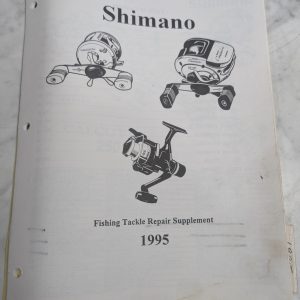 Shimano
Fishing Tackle Repair Supplement
1995